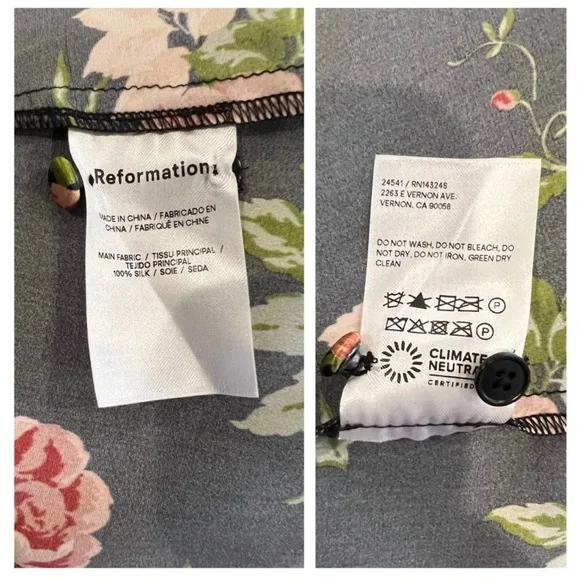 Reformation
MADE IN CHINA / FABRICADO EN
CHINA / FABRIQUÉ EN CHINE
MAIN FABRIC / TISSU PRINCIPAL /
TEJIDO PRINCIPAL
100% SILK / SOIE / SEDA
24541 / RN143248
2263 E VERNON AVE.
VERNON, CA 90058
DO NOT WASH, DO NOT BLEACH, DO
NOT DRY, DO NOT IRON, GREEN DRY
CLEAN
P
P
CLIMATE
NEUTRA
CERTIFIED